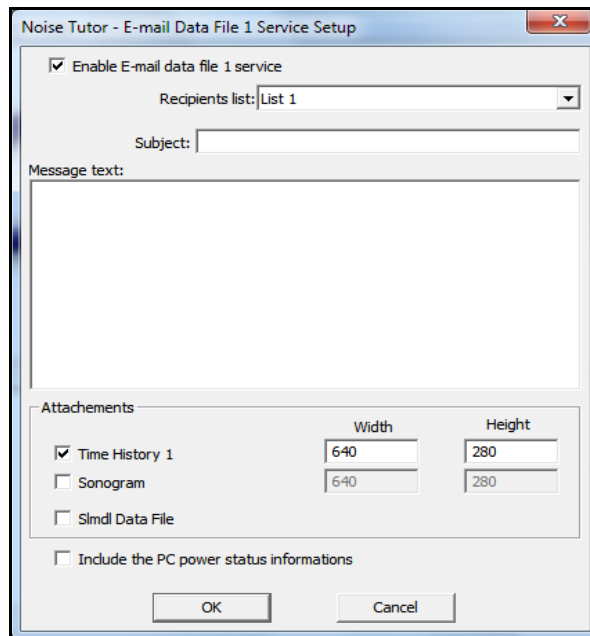 Noise Tutor - E-mail Data File 1 Service Setup
Enable E-mail data file 1 service
Recipients list: List 1
Subject:
Message text:
Attachements
Width Height
Time History 1 640 280
Sonogram 640 280
Slmdl Data File
Include the PC power status informations
OK Cancel